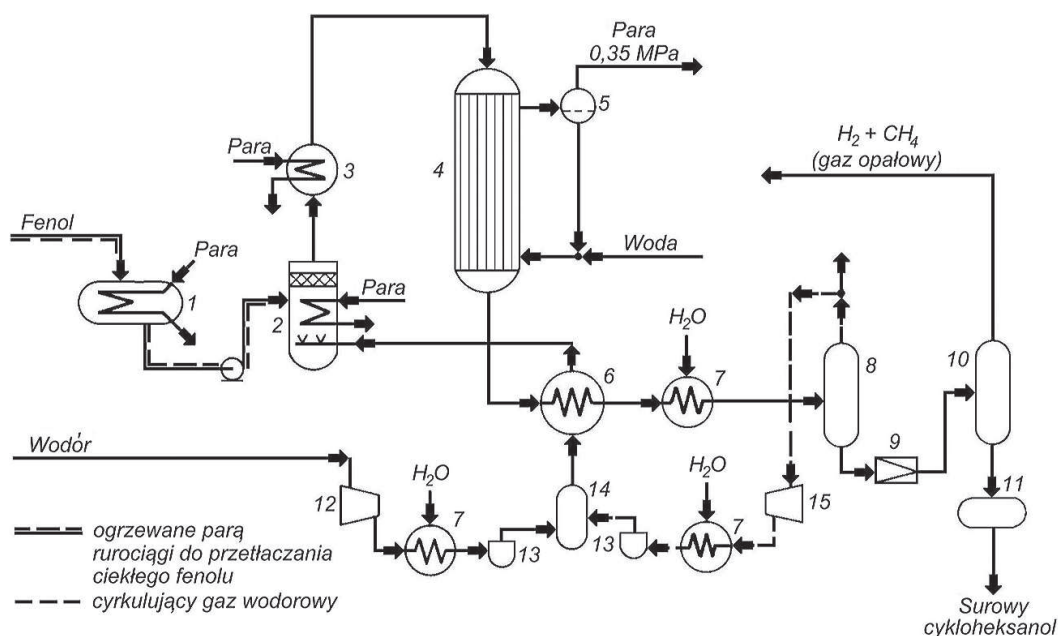 Para
0,35 MPa
5
H₂ + CH₄
(gaz opałowy)
Para
3
4
Fenol
Para
1
Woda
2
Para
H₂O
6
7
8
10
9
Wodór
H₂O
12
7
13
14
H₂O
13
7
15
11
ogrzewane parą
rurociągi do przetłaczania
ciekłego fenolu
cyrkulujący gaz wodorowy
Surowy
cykloheksanol